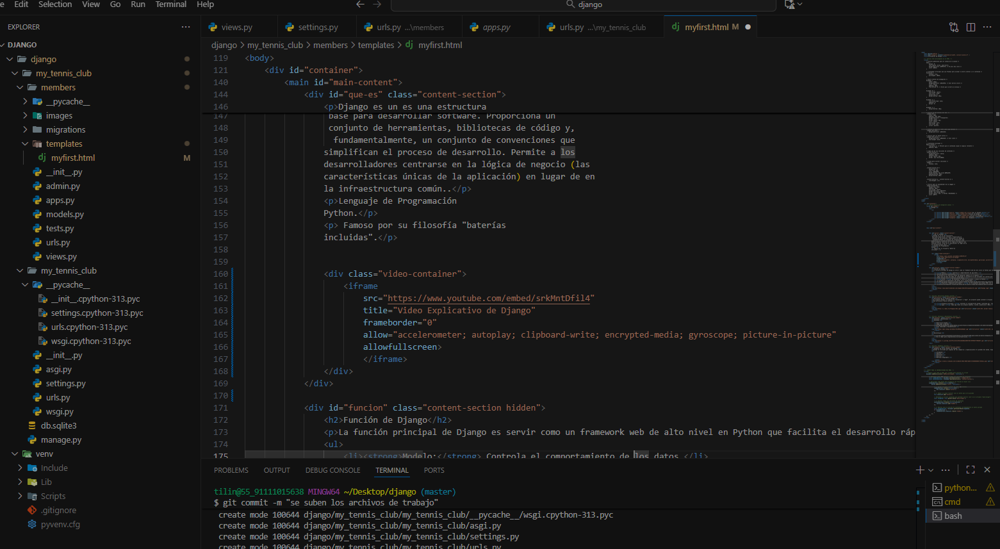 Edit Selection View Go Run Terminal Help
django
EXPLORER
DJANGO
django
my_tennis_club
members
__pycache__
images
migrations
templates
myfirst.html M
__init__.py
admin.py
apps.py
models.py
tests.py
urls.py
views.py
my_tennis_club
__pycache__
__init__.cpython-313.pyc
settings.cpython-313.pyc
urls.cpython-313.pyc
wsgi.cpython-313.pyc
__init__.py
asgi.py
settings.py
urls.py
wsgi.py
db.sqlite3
manage.py
venv
Include
Lib
Scripts
.gitignore
pyvenv.cfg
views.py settings.py urls.py ...\members apps.py urls.py ...\my_tennis_club myfirst.html M
django > my_tennis_club > members > templates > myfirst.html
119 <body>
121 <div id="container">
140 <main id="main-content">
144 <div id="que-es" class="content-section">
146 <p>Django es un es una estructura
147 base para desarrollar software. Proporciona un
148 conjunto de herramientas, bibliotecas de código y,
149 fundamentalmente, un conjunto de convenciones que
150 simplifican el proceso de desarrollo. Permite a los
151 desarrolladores centrarse en la lógica de negocio (las
152 características únicas de la aplicación) en lugar de en
153 la infraestructura común..</p>
154 <p>Lenguaje de Programación
155 Python.</p>
156 <p> Famoso por su filosofía "baterías
157 incluidas".</p>
158
159
160 <div class="video-container">
161 <iframe
162 src="https://www.youtube.com/embed/srkMntDfil4"
163 title="Video Explicativo de Django"
164 frameborder="0"
165 allow="accelerometer; autoplay; clipboard-write; encrypted-media; gyroscope; picture-in-picture"
166 allowfullscreen>
167 </iframe>
168 </div>
169 </div>
170
171 <div id="funcion" class="content-section hidden">
172 <h2>Función de Django</h2>
173 <p>La función principal de Django es servir como un framework web de alto nivel en Python que facilita el desarrollo ráp
174 <ul>
175 <li><strong>Modelo:</strong> Controla el comportamiento de los datos.</li>
PROBLEMS OUTPUT DEBUG CONSOLE TERMINAL PORTS
tilin@55_91111015638 MINGW64 ~/Desktop/django (master)
$ git commit -m "se suben los archivos de trabajo"
create mode 100644 django/my_tennis_club/my_tennis_club/__pycache__/wsgi.cpython-313.pyc
create mode 100644 django/my_tennis_club/my_tennis_club/asgi.py
create mode 100644 django/my_tennis_club/my_tennis_club/settings.py
create mode 100644 django/my_tennis_club/my_tennis_club/urls.py
python...
cmd
bash